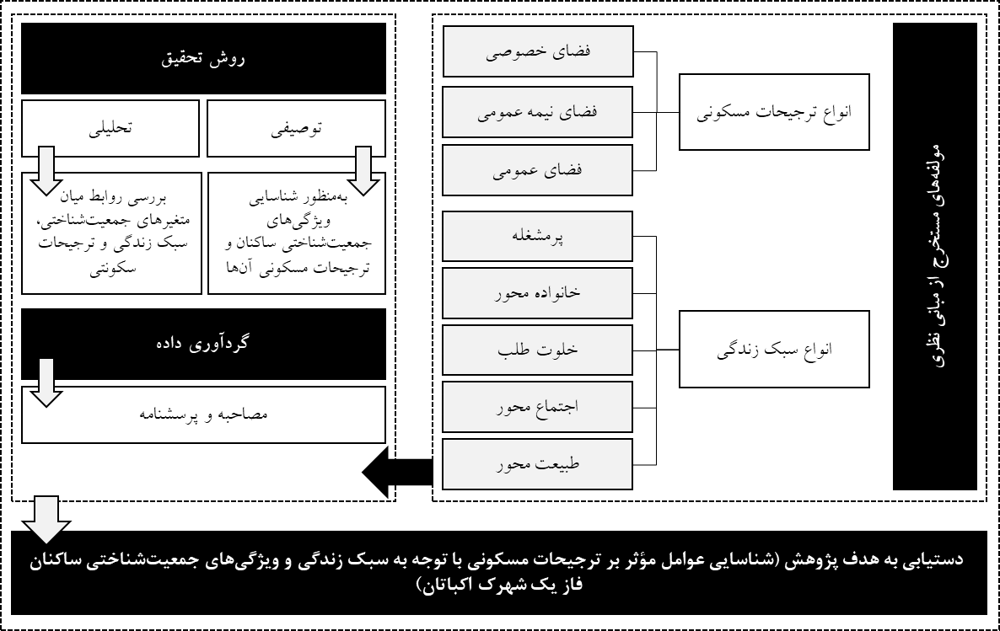 مولفه‌های مستخرج از مبانی نظری
انواع ترجیحات مسکونی
فضای خصوصی
فضای نیمه عمومی
فضای عمومی
انواع سبک زندگی
پرمشغله
خانواده محور
خلوت طلب
اجتماع محور
طبیعت محور
روش تحقیق
توصیفی
به‌منظور شناسایی
ویژگی‌های
جمعیت‌شناختی ساکنان و
ترجیحات مسکونی آن‌ها
تحلیلی
بررسی روابط میان
متغیرهای جمعیت‌شناختی،
سبک زندگی و ترجیحات
سکونتی
گردآوری داده
مصاحبه و پرسشنامه
دستیابی به هدف پژوهش (شناسایی عوامل مؤثر بر ترجیحات مسکونی با توجه به سبک زندگی و ویژگی‌های جمعیت‌شناختی ساکنان
فاز یک شهرک اکباتان)